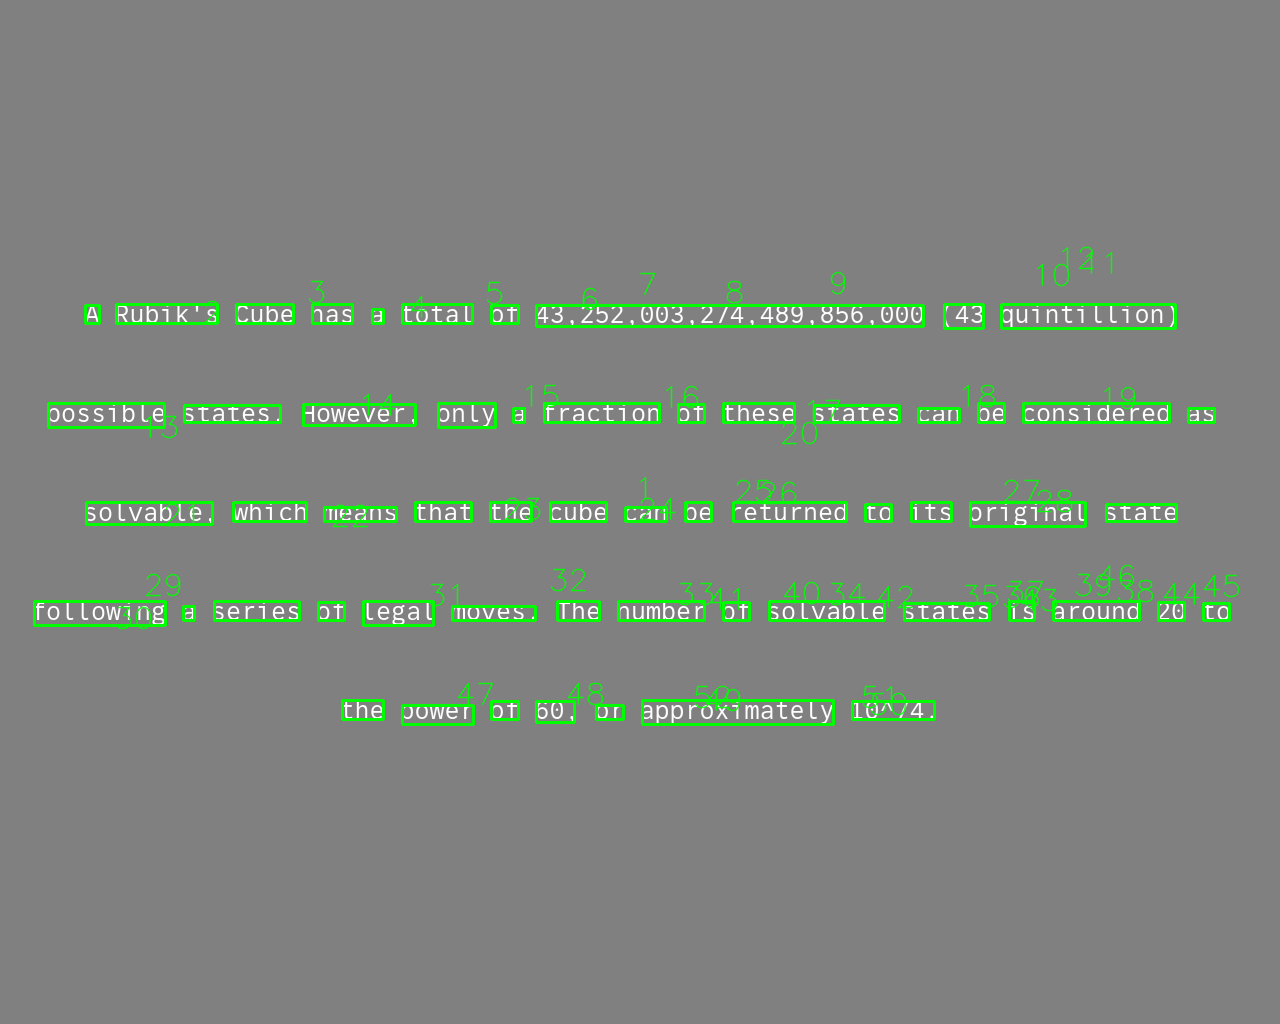 A Rubik's Cube has a total of 43,252,003,274,489,856,000 (43 quintillion)
possible states. However, only a fraction of these states can be considered as
solvable, which means that the cube can be returned to its original state
following a series of legal moves. The number of solvable states is around 20 to
the power of 60, or approximately 10^74.